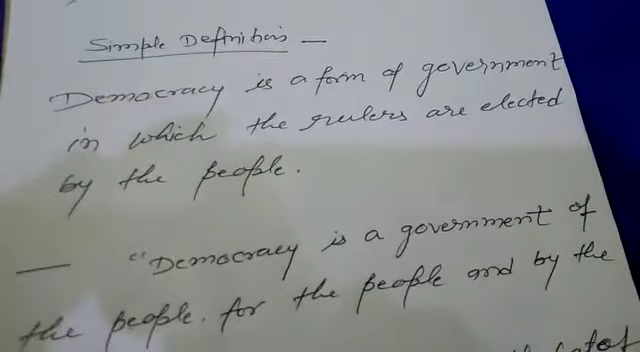 Simple Definitions —
Democracy is a form of government
in which the rulers are elected
by the people.
— "Democracy is a government of
the people. for the people and by the